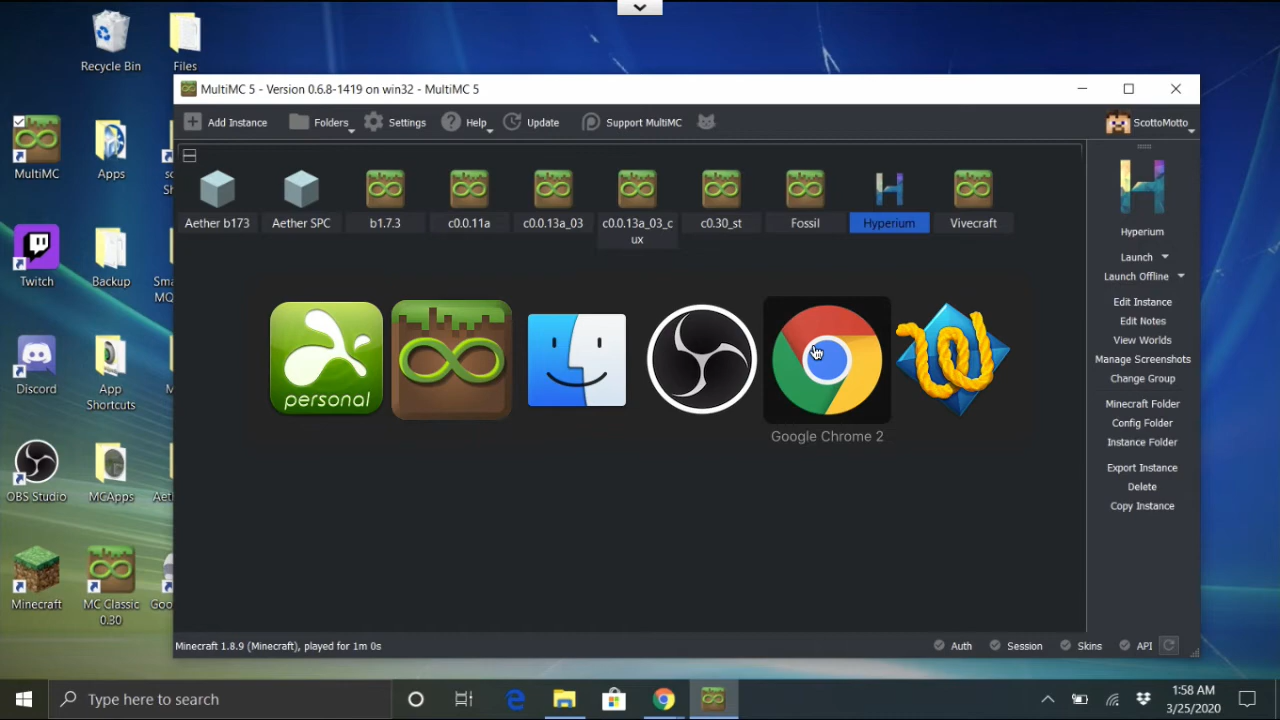 Recycle Bin
Files
MultiMC 5 - Version 0.6.8-1419 on win32 - MultiMC 5
Add Instance
Folders
Settings
Help
Update
Support MultiMC
ScottoMotto
MultiMC
Apps
Aether b173
Aether SPC
b1.7.3
c0.0.11a
c0.0.13a_03
c0.0.13a_03_c
ux
c0.30_st
Fossil
Hyperium
Vivecraft
Hyperium
Launch
Launch Offline
Edit Instance
Edit Notes
View Worlds
Manage Screenshots
Change Group
Minecraft Folder
Config Folder
Instance Folder
Export Instance
Delete
Copy Instance
Twitch
Backup
Sma
MQ
personal
Google Chrome 2
Discord
App
Shortcuts
OBS Studio
MCApps
Aet
Minecraft
MC Classic
0.30
Goo
Minecraft 1.8.9 (Minecraft), played for 1m 0s
Auth
Session
Skins
API
Type here to search
1:58 AM
3/25/2020